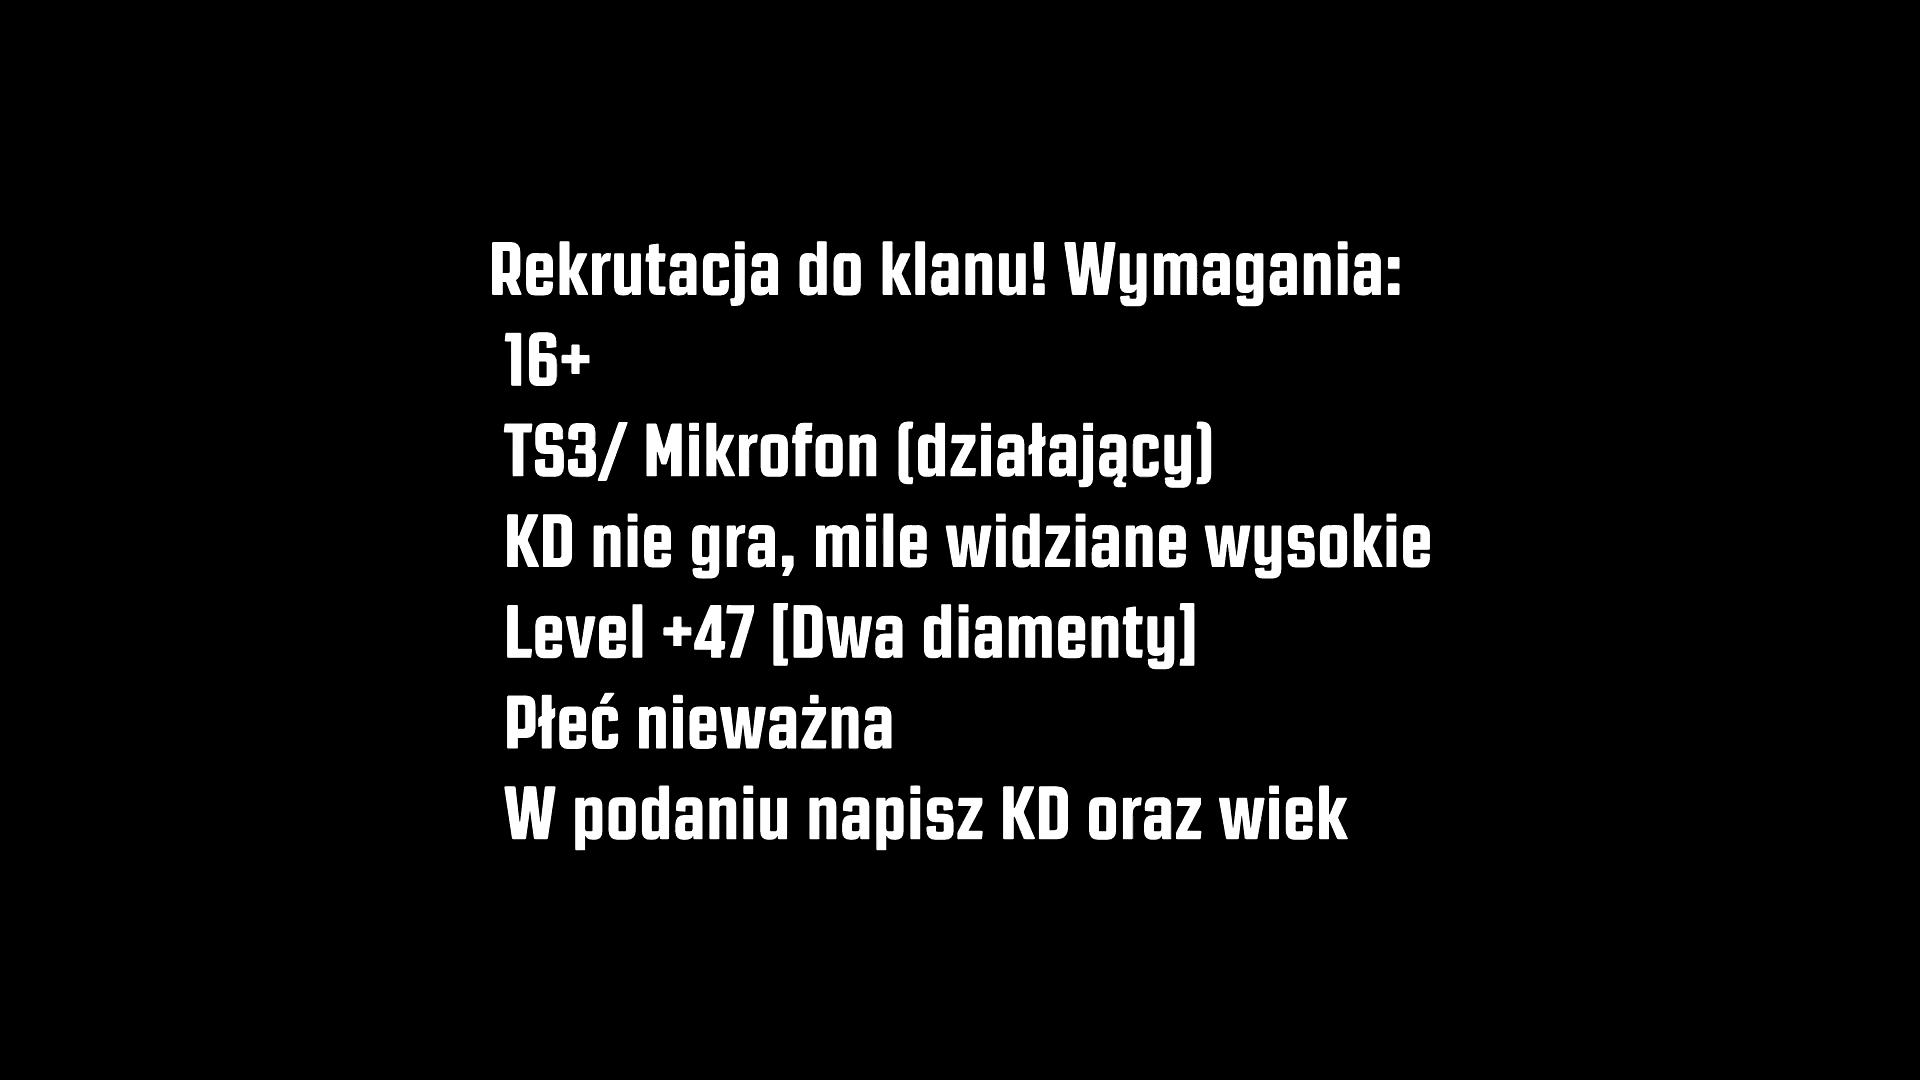 Rekrutacja do klanu! Wymagania:
16+
TS3/ Mikrofon (działający)
KD nie gra, mile widziane wysokie
Level +47 [Dwa diamenty]
Płeć nieważna
W podaniu napisz KD oraz wiek